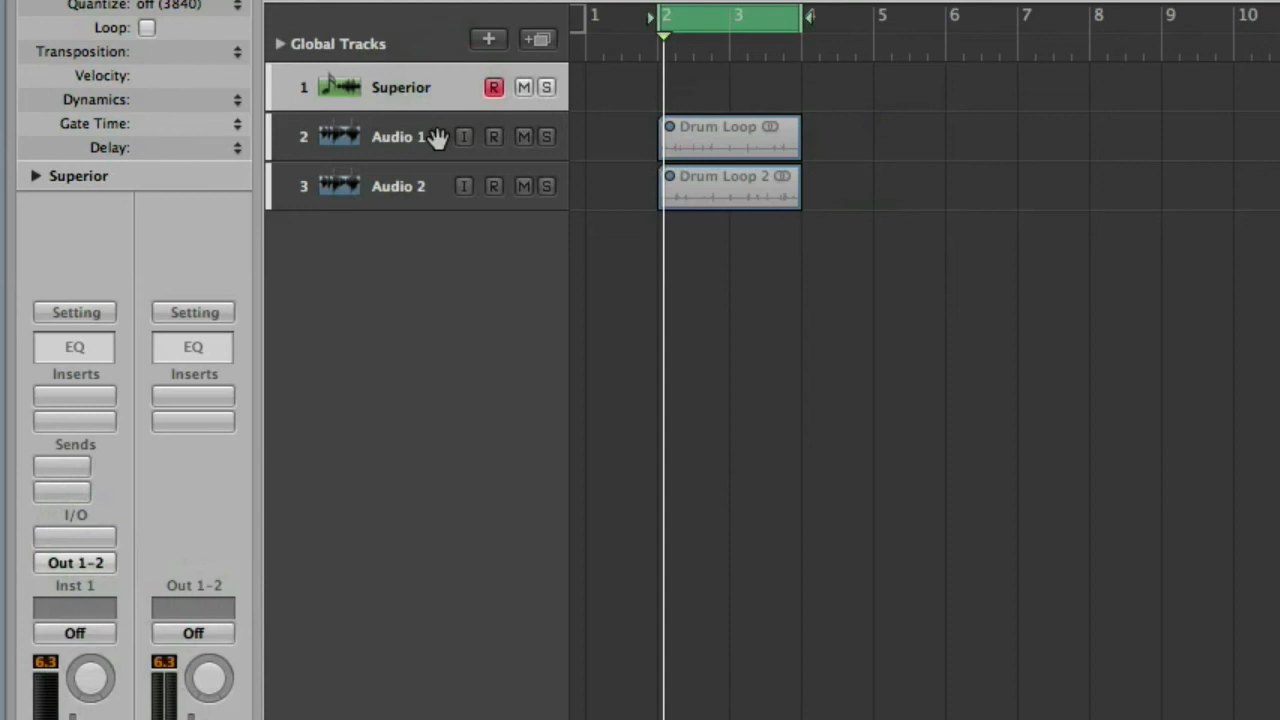 Quantize: off (3840)
Loop:
Transposition:
Velocity:
Dynamics:
Gate Time:
Delay:
Superior
Setting Setting
EQ EQ
Inserts Inserts
Sends
I/O
Out 1-2
Inst 1 Out 1-2
Off Off
6.3 6.3
Global Tracks
1 2 3 4 5 6 7 8 9 10
1 Superior R M S
2 Audio 1 I R M S
Drum Loop
3 Audio 2 I R M S
Drum Loop 2